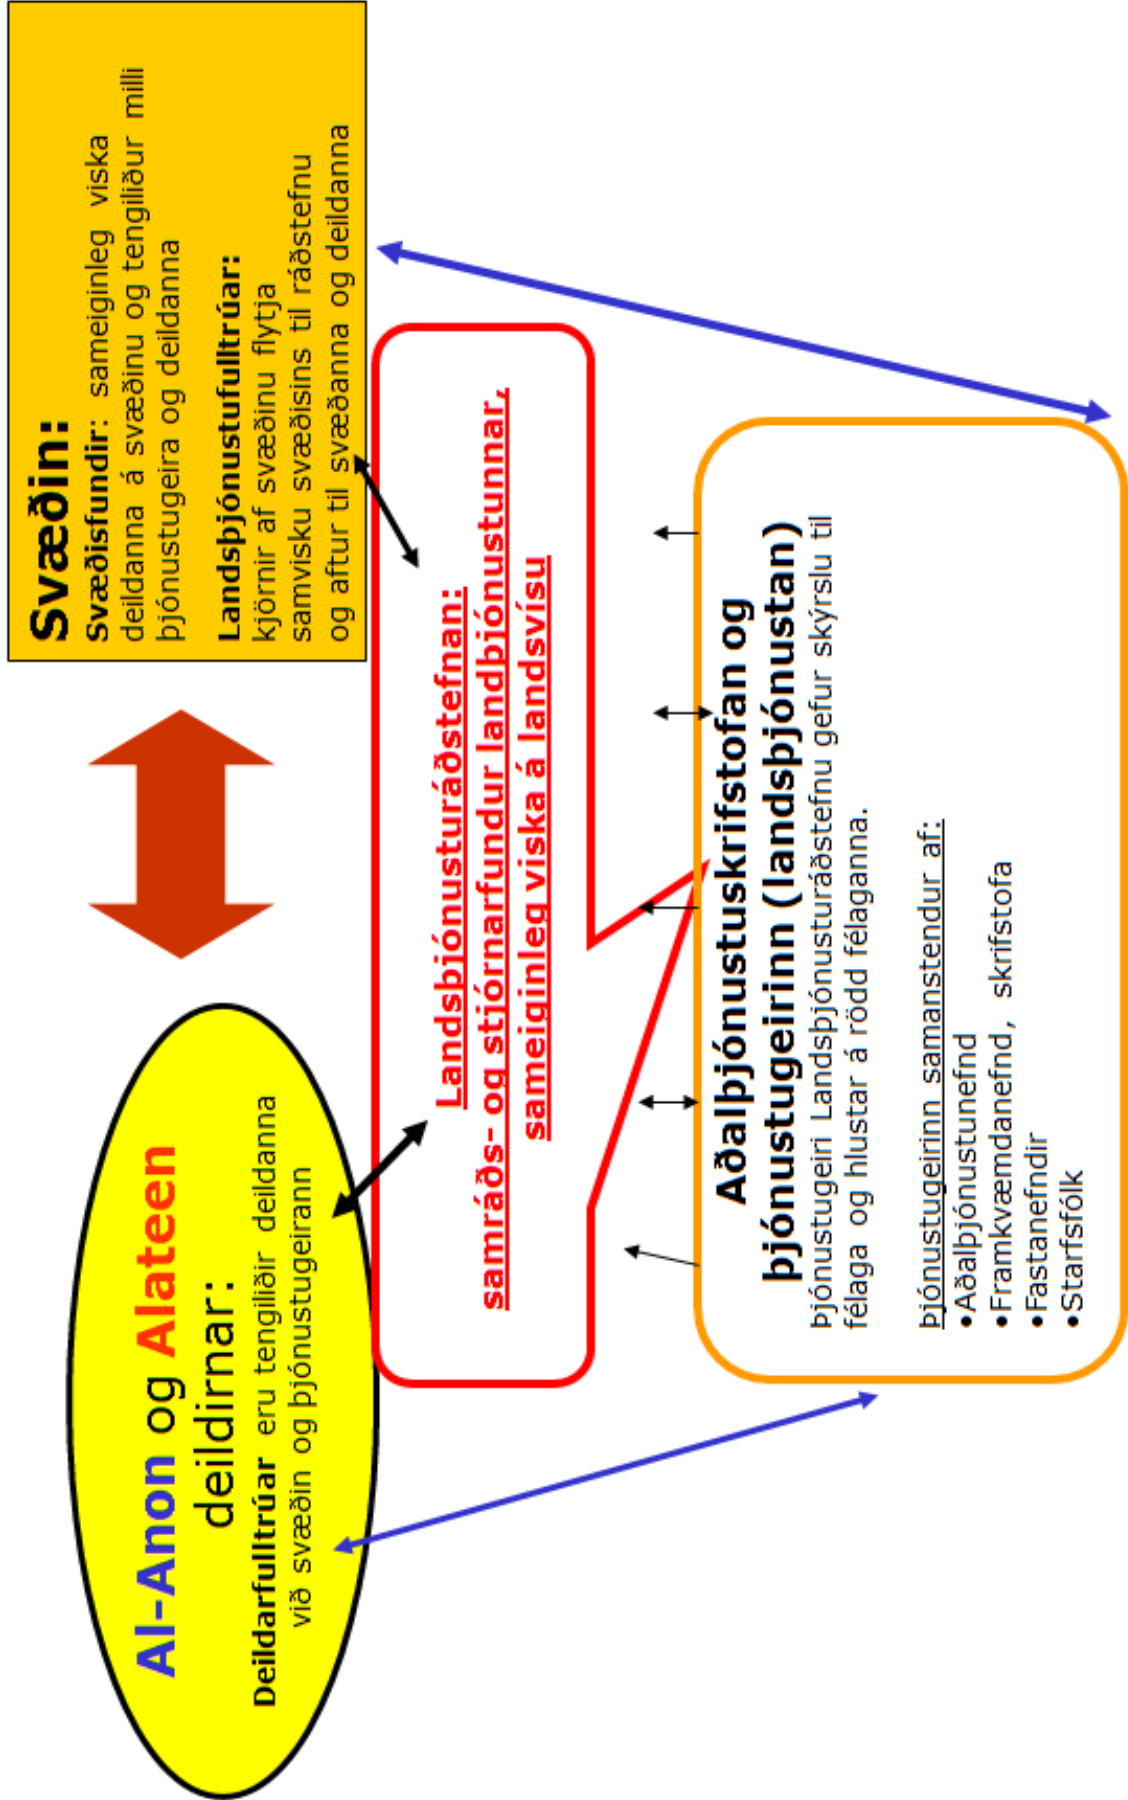 Al-Anon og Alateen
deildirnar:
Deildarfulltrúar eru tengiliðir deildanna
við svæðin og þjónustugeirann
Svæðin:
Svæðisfundir: sameiginleg viska
deildanna á svæðinu og tengiliður milli
þjónustugeira og deildanna
Landsþjónustufulltrúar:
kjörnir af svæðinu flytja
samvisku svæðisins til ráðstefnu
og aftur til svæðanna og deildanna
Landsþjónusturáðstefnan:
samráðs- og stjórnarfundur landþjónustunnar,
sameiginleg viska á landsvísu
Aðalþjónustuskrifstofan og
þjónustugeirinn (landsþjónustan)
Þjónustugeiri Landsþjónusturáðstefnu gefur skýrslu til
félaga og hlustar á rödd félaganna.
Þjónustugeirinn samanstendur af:
•Aðalþjónustunefnd
•Framkvæmdanefnd, skrifstofa
•Fastanefndir
•Starfsfólk